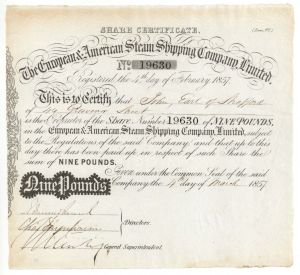 SHARE CERTIFICATE.
The European & American Steam Shipping Company, Limited.
No. 19630
Registered the 4th day of February 1857.
This is to Certify that John Earl of
Grosvenor
is the Proprietor of the Share Number 19630 of NINE POUNDS,
in the European & American Steam Shipping Company, Limited, subject
to the Regulations of the said Company; and that up to this
day there has been paid up in respect of such Share the
sum of NINE POUNDS.
Given under the Common Seal of the said
Company, the 4th day of March 1857
Nine Pounds
Directors.
General Superintendent.